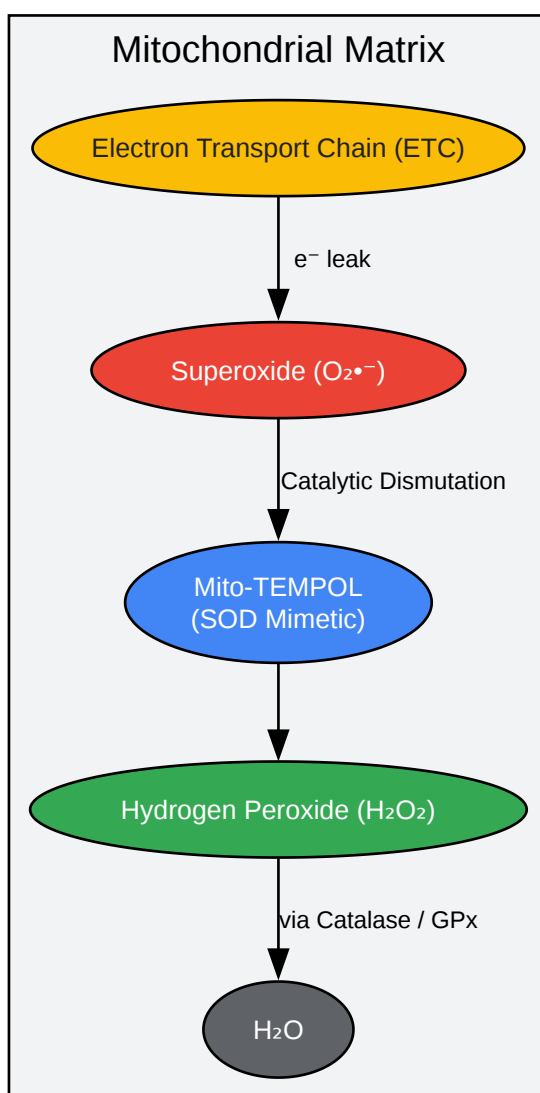 Mitochondrial Matrix
Electron Transport Chain (ETC)
e⁻ leak
Superoxide (O₂•⁻)
Catalytic Dismutation
Mito-TEMPOL
(SOD Mimetic)
Hydrogen Peroxide (H₂O₂)
via Catalase / GPx
H₂O